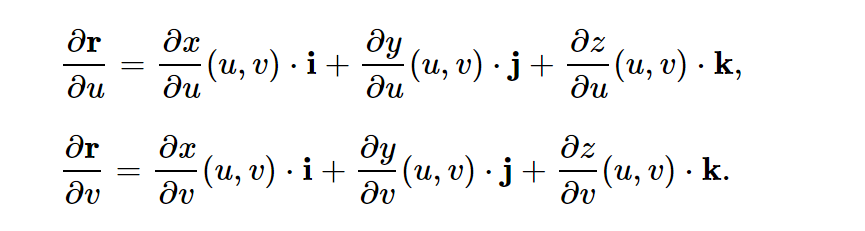 ∂𝐫/∂u = ∂x/∂u (u, v) · 𝐢 + ∂y/∂u (u, v) · 𝐣 + ∂z/∂u (u, v) · 𝐤,
∂𝐫/∂v = ∂x/∂v (u, v) · 𝐢 + ∂y/∂v (u, v) · 𝐣 + ∂z/∂v (u, v) · 𝐤.